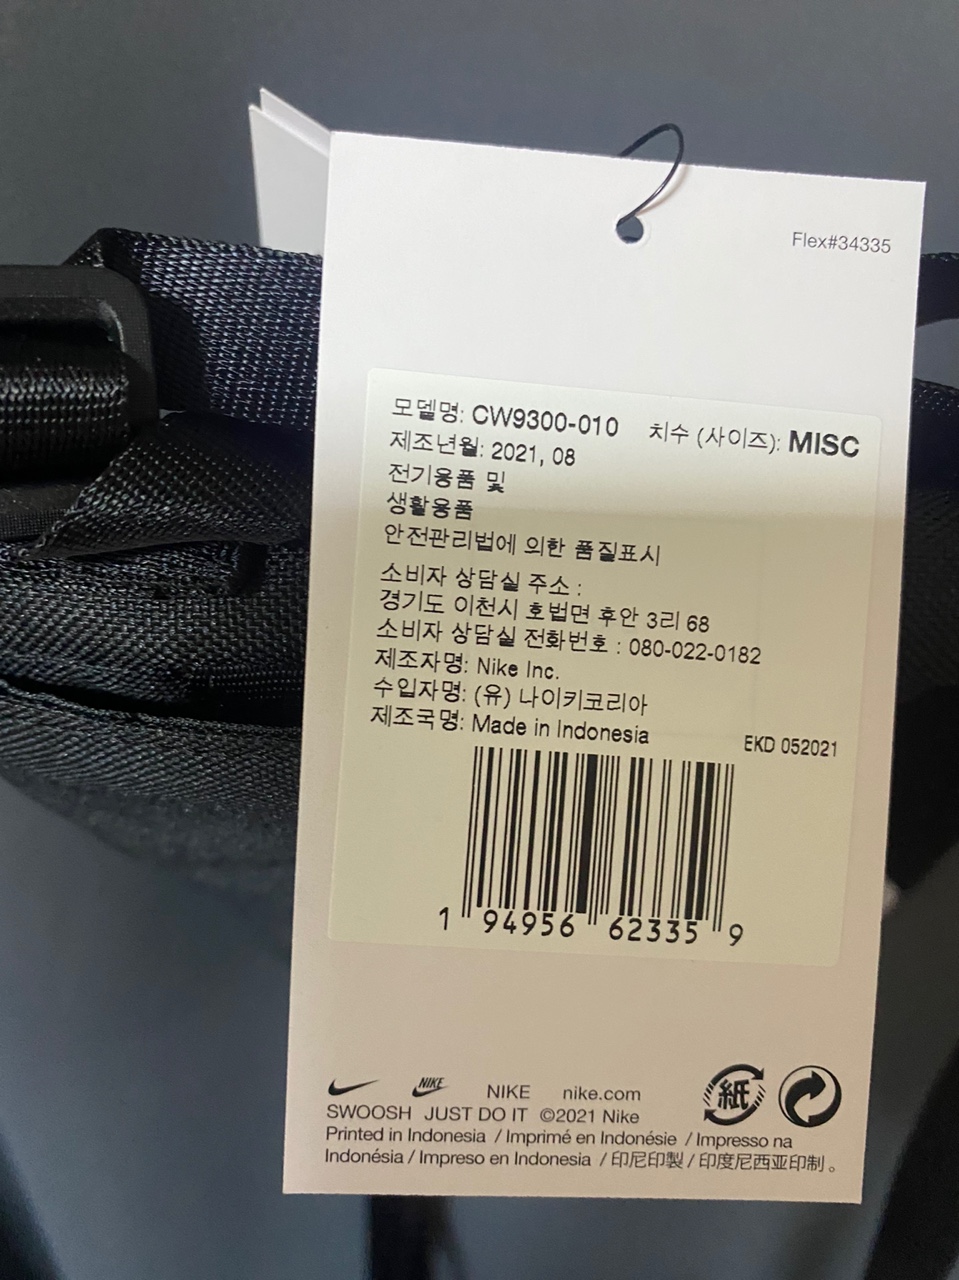 Flex#34335
모델명: CW9300-010 치수 (사이즈): MISC
제조년월: 2021, 08
전기용품 및
생활용품
안전관리법에 의한 품질표시
소비자 상담실 주소 :
경기도 이천시 호법면 후안 3리 68
소비자 상담실 전화번호 : 080-022-0182
제조자명: Nike Inc.
수입자명: (유) 나이키코리아
제조국명: Made in Indonesia
EKD 052021
1 94956 62335 9
NIKE NIKE nike.com
SWOOSH JUST DO IT ©2021 Nike
Printed in Indonesia / Imprimé en Indonésie / Impresso na
Indonésia / Impreso en Indonesia / 印尼印製 / 印度尼西亚印制。
紙